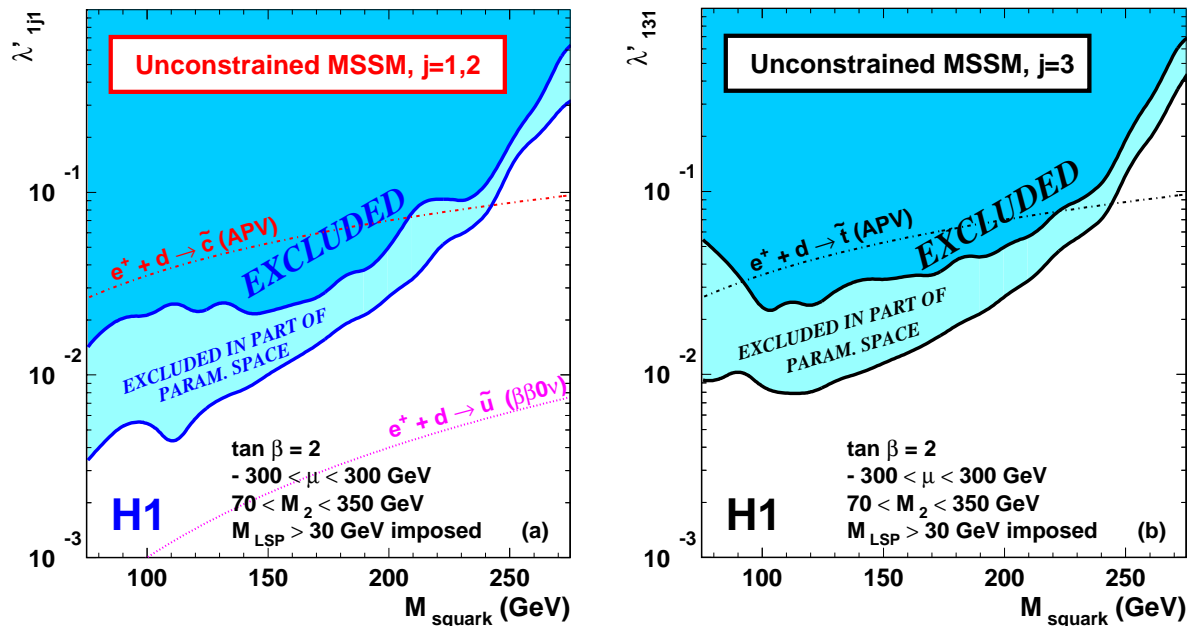 λ′ 1j1
1
Unconstrained MSSM, j=1,2
10 -1
EXCLUDED
e+ + d → c̃ (APV)
EXCLUDED IN PART OF
PARAM. SPACE
10 -2
e+ + d → ũ (ββ0ν)
tan β = 2
- 300 < μ < 300 GeV
70 < M2 < 350 GeV
MLSP > 30 GeV imposed
H1
(a)
10 -3
100 150 200 250
M squark (GeV)
λ′ 131
1
Unconstrained MSSM, j=3
10 -1
EXCLUDED
e+ + d → t̃ (APV)
EXCLUDED IN PART OF
PARAM. SPACE
10 -2
tan β = 2
- 300 < μ < 300 GeV
70 < M2 < 350 GeV
MLSP > 30 GeV imposed
H1
(b)
10 -3
100 150 200 250
M squark (GeV)